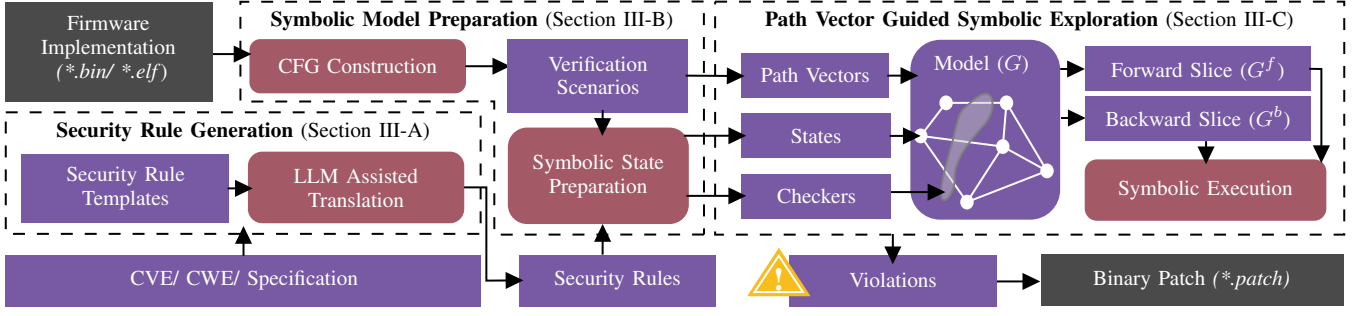 Firmware
Implementation
(*.bin/ *.elf)
Symbolic Model Preparation (Section III-B)
CFG Construction
Verification
Scenarios
Symbolic State
Preparation
Security Rule Generation (Section III-A)
Security Rule
Templates
LLM Assisted
Translation
CVE/ CWE/ Specification
Security Rules
Path Vector Guided Symbolic Exploration (Section III-C)
Path Vectors
States
Checkers
Model (G)
Forward Slice (G^f)
Backward Slice (G^b)
Symbolic Execution
!
Violations
Binary Patch (*.patch)